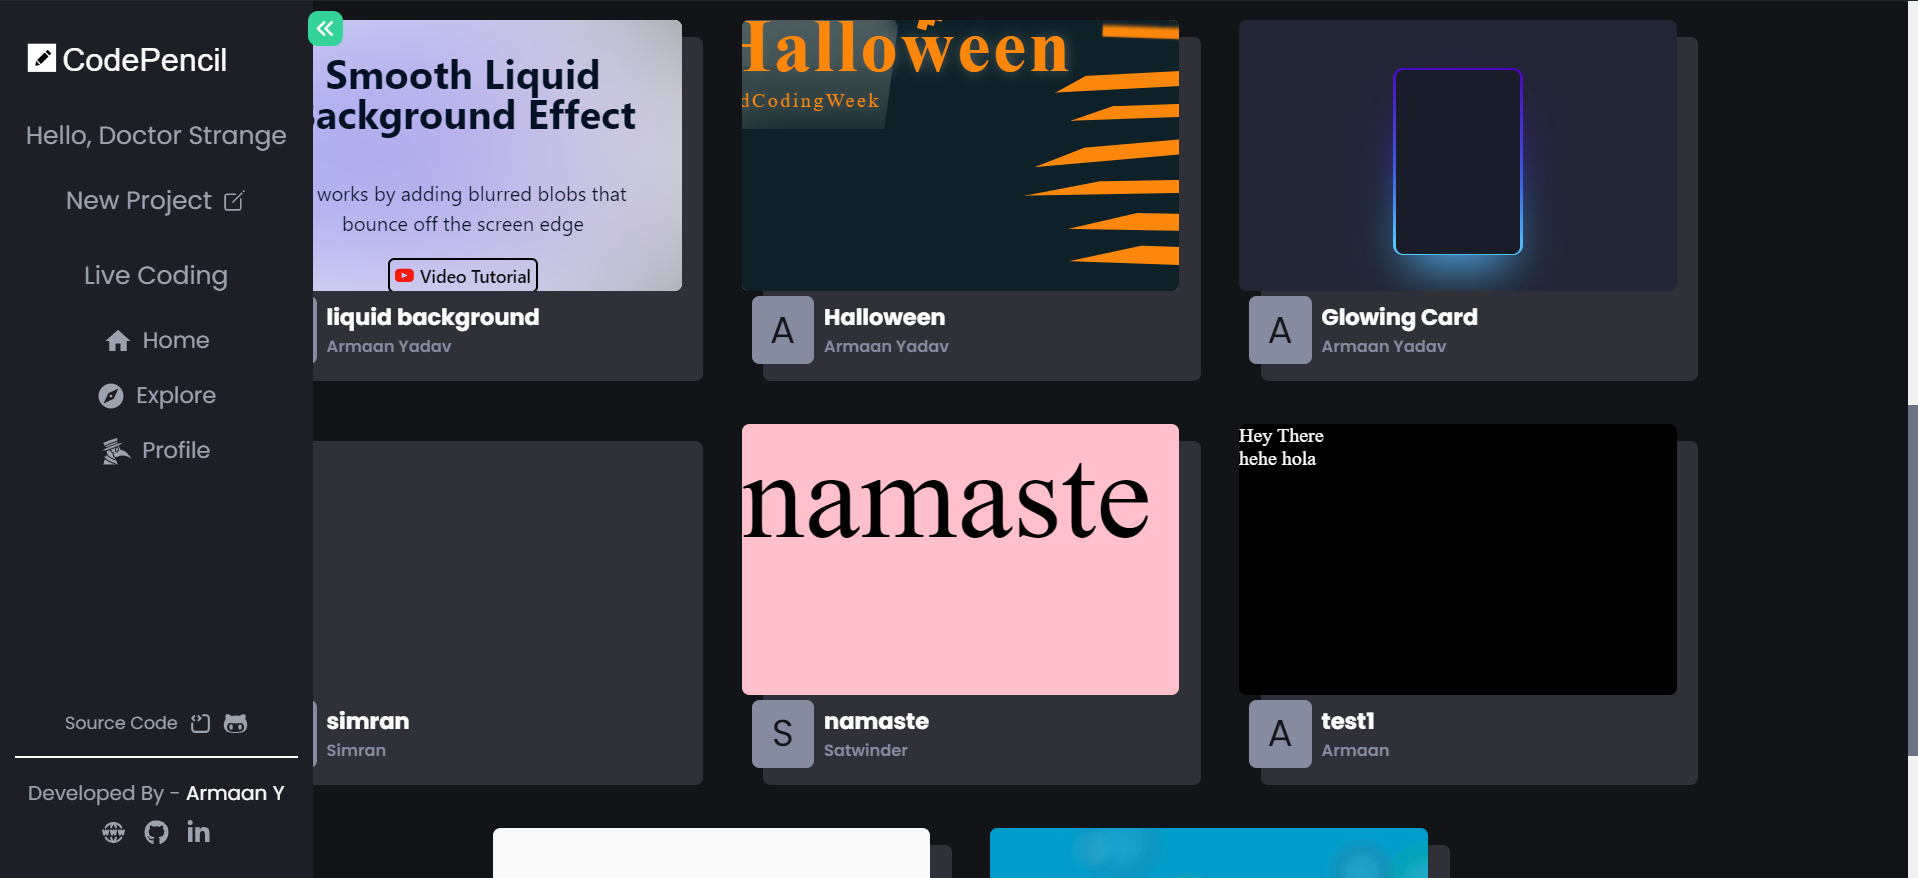 CodePencil
Hello, Doctor Strange
New Project
Live Coding
Home
Explore
Profile
Source Code
Developed By - Armaan Y
Smooth Liquid
Background Effect
works by adding blurred blobs that
bounce off the screen edge
Video Tutorial
liquid background
Armaan Yadav
Halloween
dCodingWeek
A
Halloween
Armaan Yadav
A
Glowing Card
Armaan Yadav
simran
Simran
namaste
S
namaste
Satwinder
Hey There
hehe hola
A
test1
Armaan